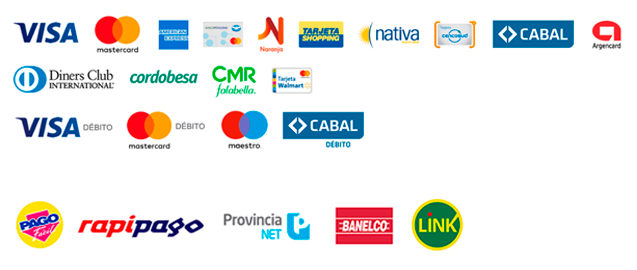 VISA mastercard AMERICAN EXPRESS Naranja TARJETA SHOPPING nativa cencosud CABAL Argencard
Diners Club INTERNATIONAL cordobesa CMR falabella. Tarjeta Walmart
VISA DÉBITO mastercard DÉBITO maestro CABAL DÉBITO
PAGO fácil rapipago Provincia NET BANELCO LINK